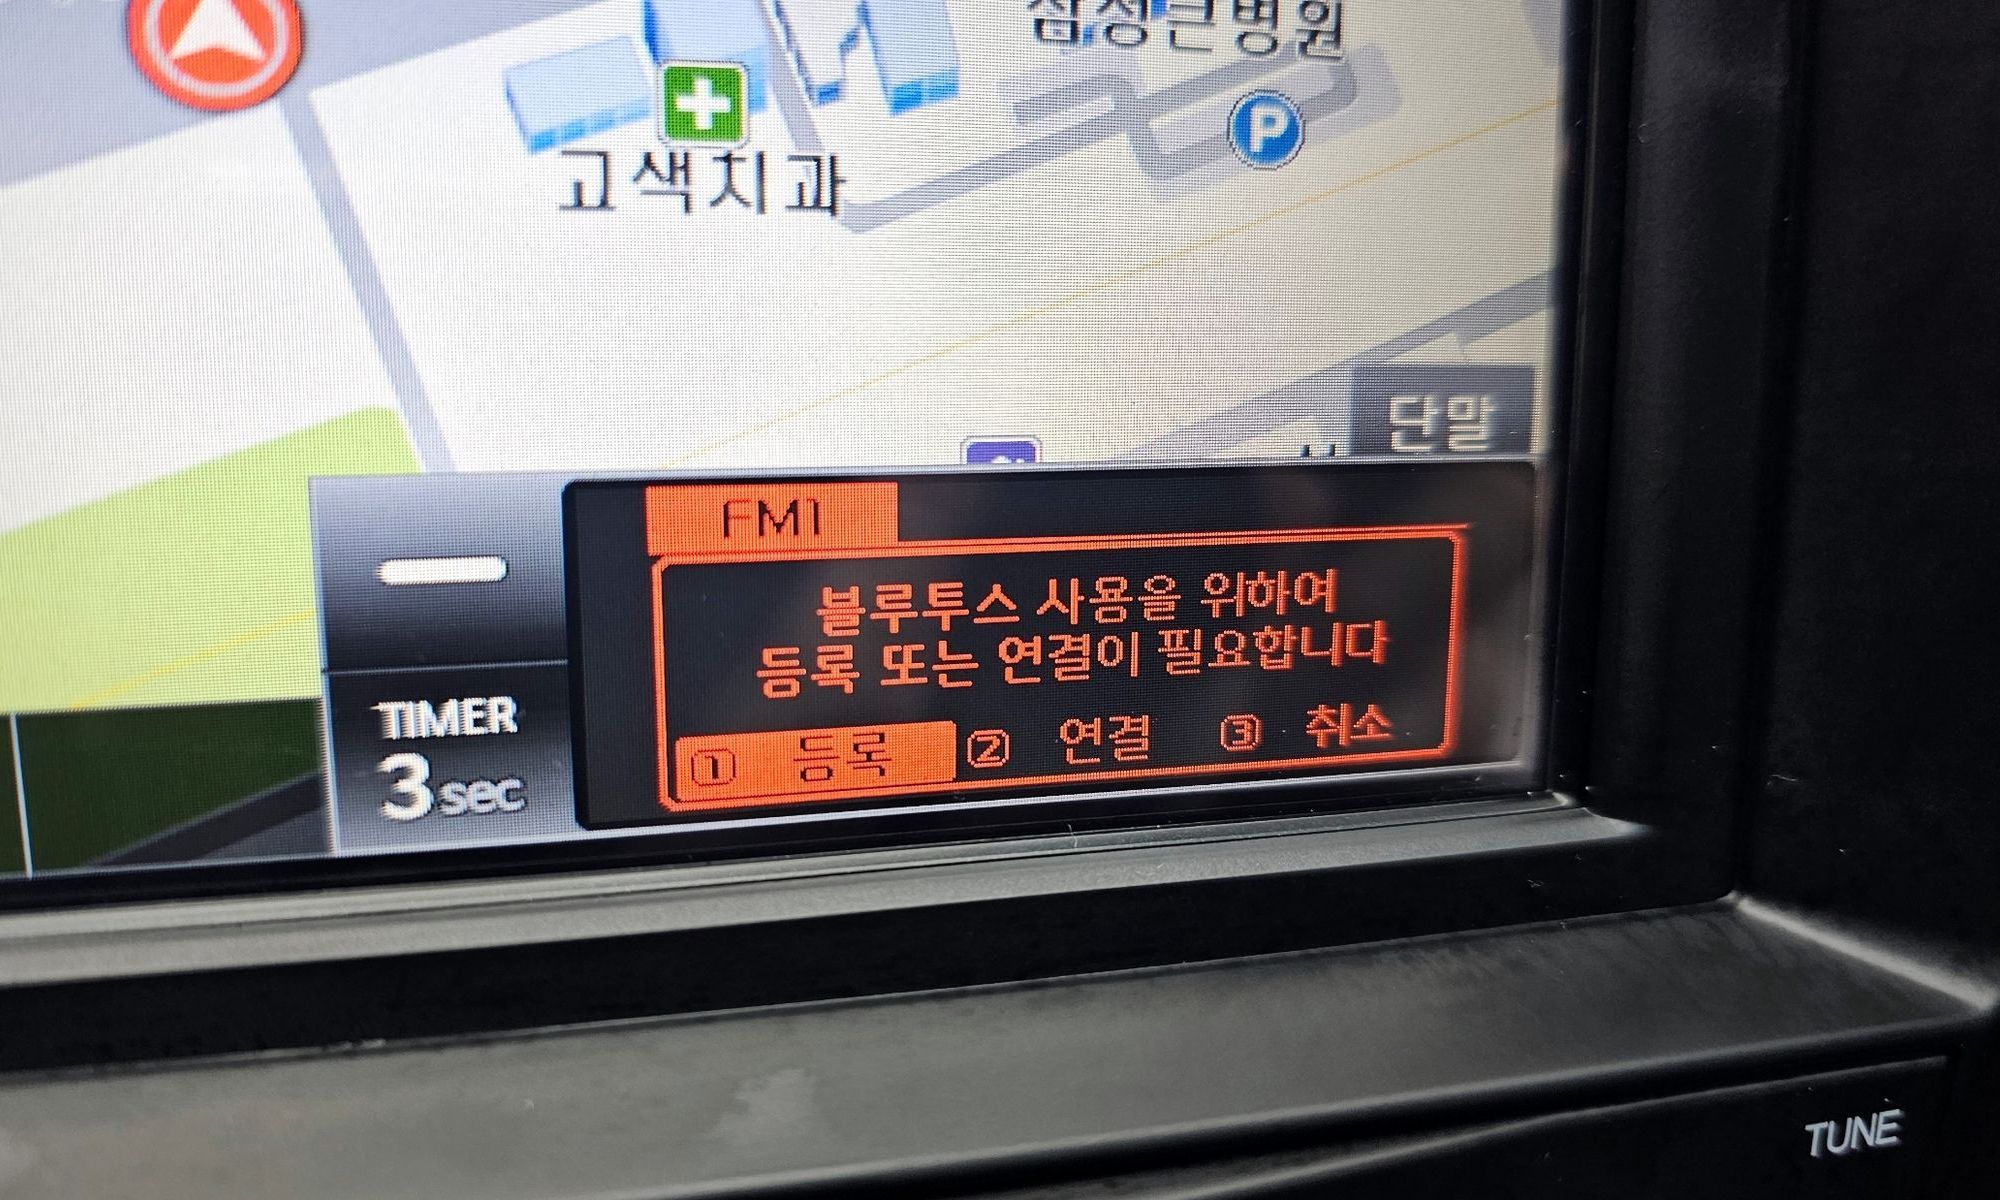 고색치과
P
단말
FM1
블루투스 사용을 위하여
등록 또는 연결이 필요합니다
① 등록 ② 연결 ③ 취소
TIMER
3 sec
TUNE